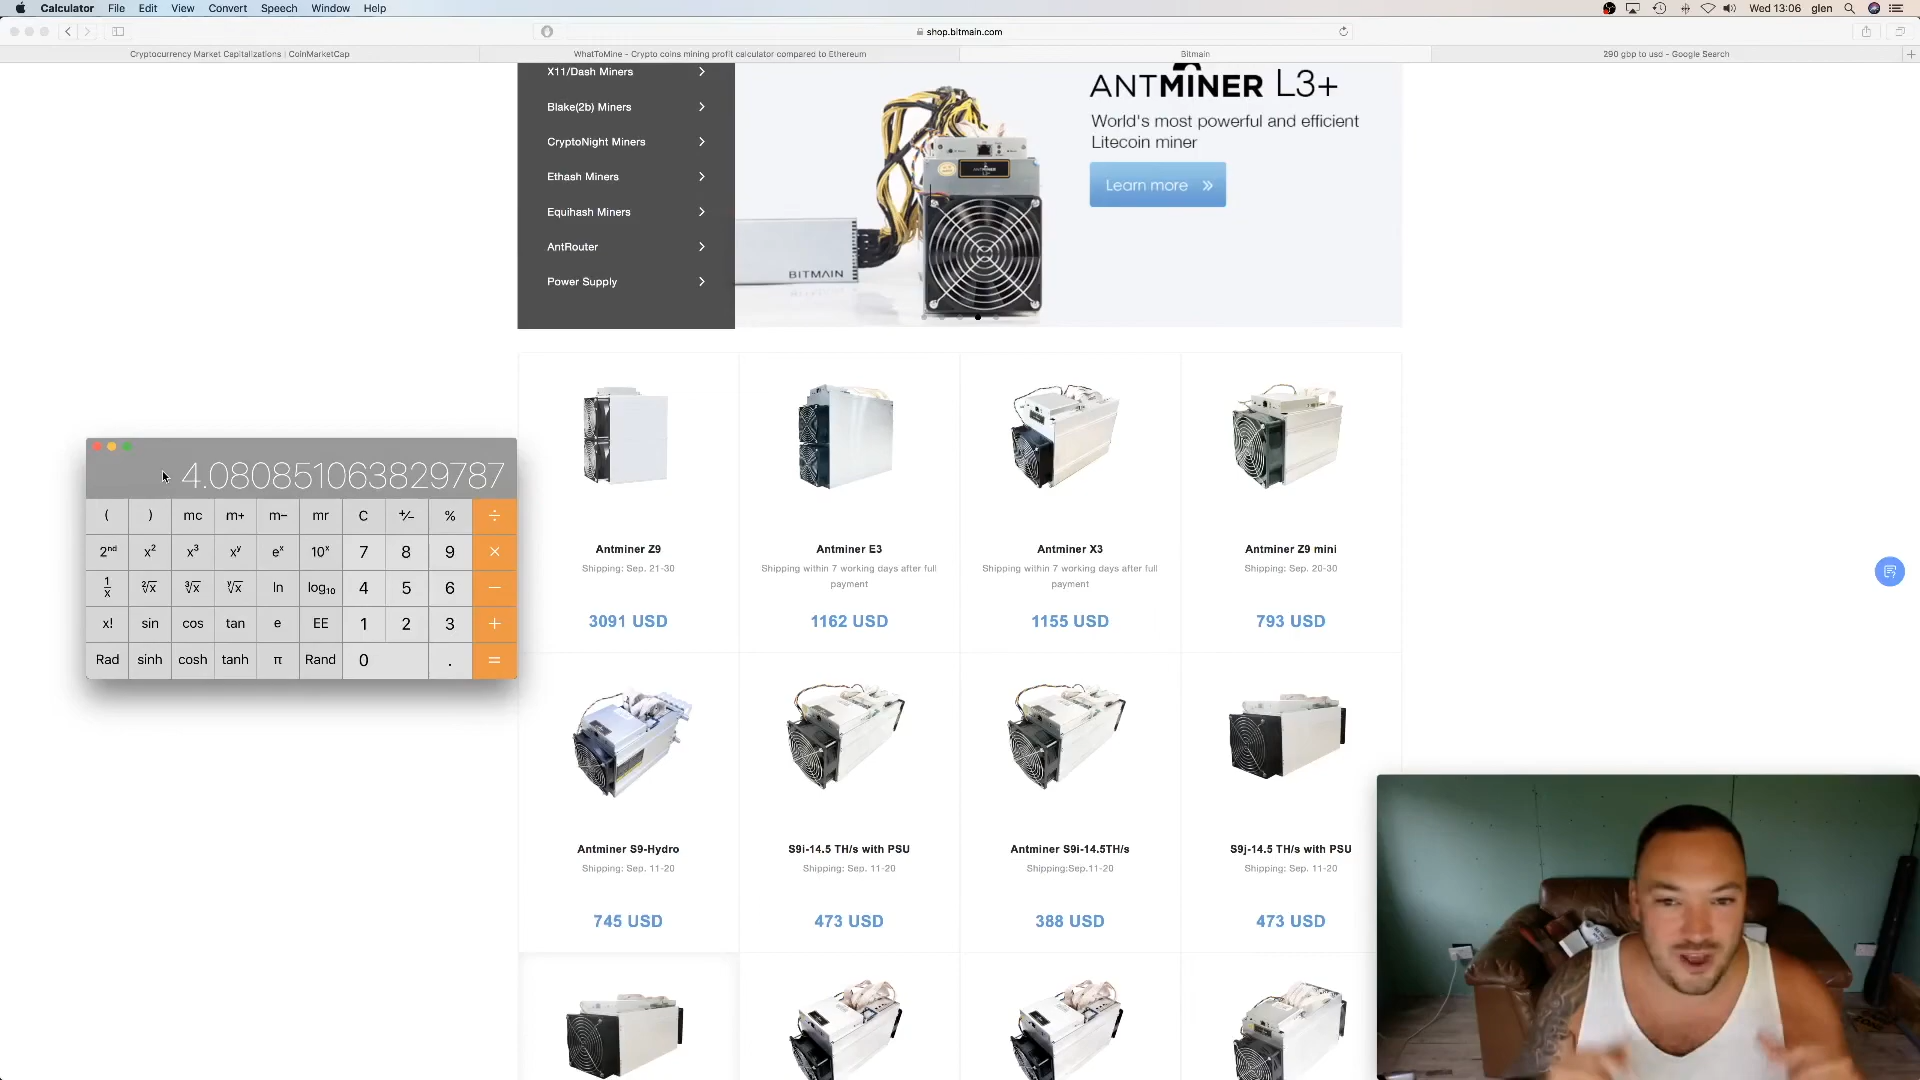 Calculator File Edit View Convert Speech Window Help
Wed 13:06 glen
shop.bitmain.com
Cryptocurrency Market Capitalizations | CoinMarketCap
WhatToMine - Crypto coins mining profit calculator compared to Ethereum
Bitmain
290 gbp to usd - Google Search
X11/Dash Miners
Blake(2b) Miners
CryptoNight Miners
Ethash Miners
Equihash Miners
AntRouter
Power Supply
BITMAIN
ANTMINER L3+
World's most powerful and efficient
Litecoin miner
Learn more »
4.080851063829787
( ) mc m+ m− mr C +/− % ÷
2nd x² x³ xʸ eˣ 10ˣ 7 8 9 ×
1/x ²√x ³√x ʸ√x ln log₁₀ 4 5 6 −
x! sin cos tan e EE 1 2 3 +
Rad sinh cosh tanh π Rand 0 . =
Antminer Z9
Shipping: Sep. 21-30
3091 USD
Antminer E3
Shipping within 7 working days after full
payment
1162 USD
Antminer X3
Shipping within 7 working days after full
payment
1155 USD
Antminer Z9 mini
Shipping: Sep. 20-30
793 USD
Antminer S9-Hydro
Shipping: Sep. 11-20
745 USD
S9i-14.5 TH/s with PSU
Shipping: Sep. 11-20
473 USD
Antminer S9i-14.5TH/s
Shipping:Sep.11-20
388 USD
S9j-14.5 TH/s with PSU
Shipping: Sep. 11-20
473 USD